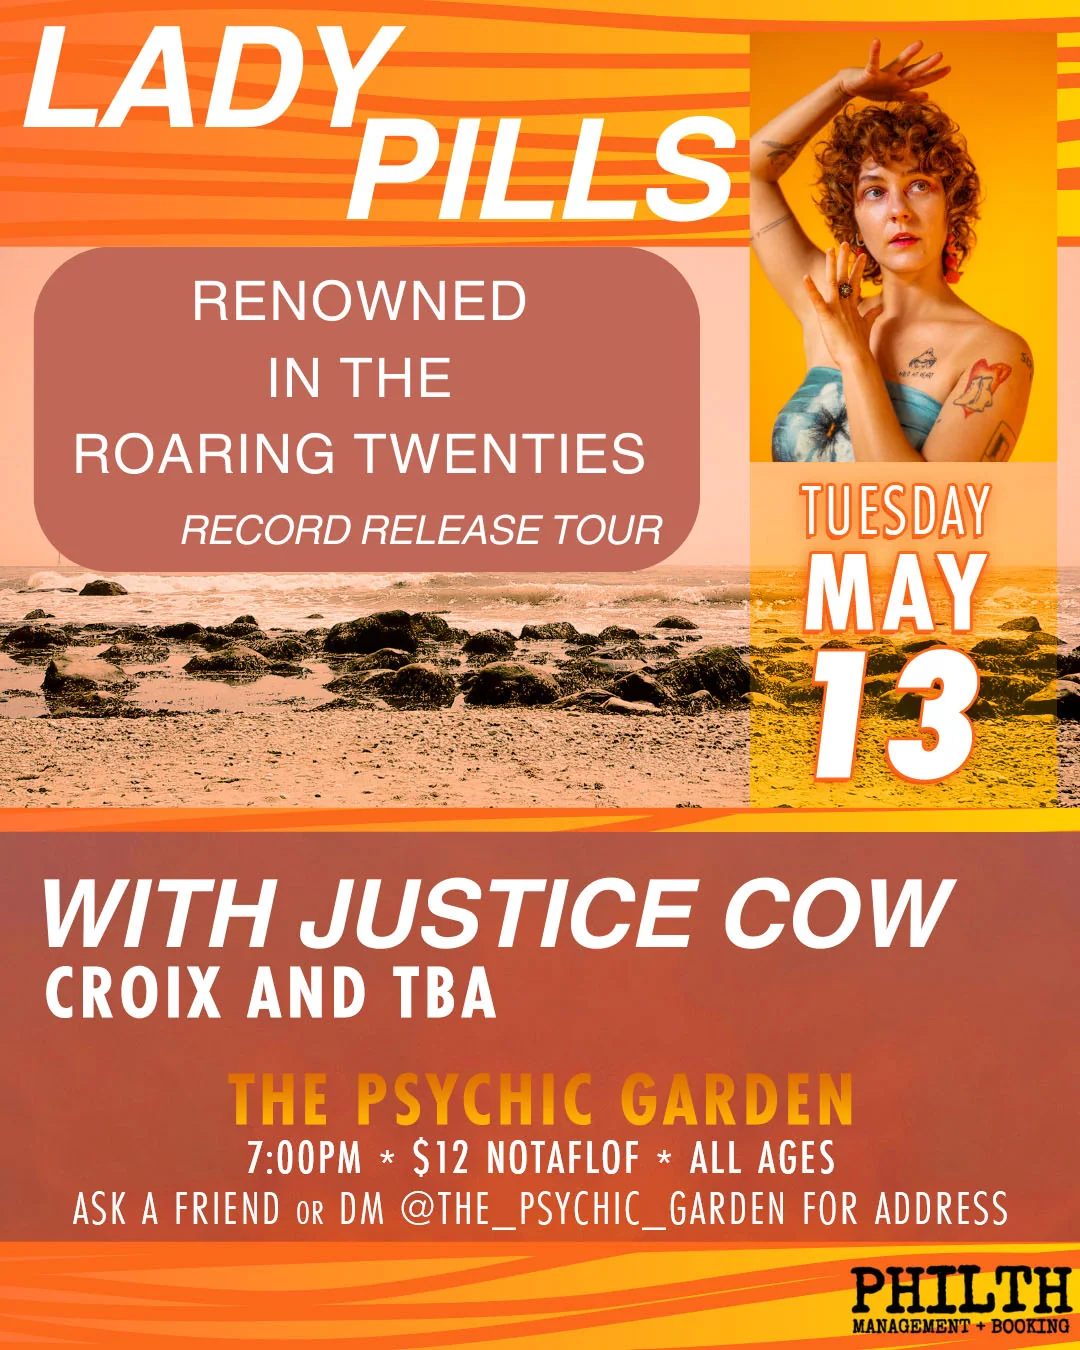 LADY
PILLS
RENOWNED
IN THE
ROARING TWENTIES
RECORD RELEASE TOUR
TUESDAY
MAY
13
WITH JUSTICE COW
CROIX AND TBA
THE PSYCHIC GARDEN
7:00PM * $12 NOTAFLOF * ALL AGES
ASK A FRIEND OR DM @THE_PSYCHIC_GARDEN FOR ADDRESS
PHILTH
MANAGEMENT + BOOKING